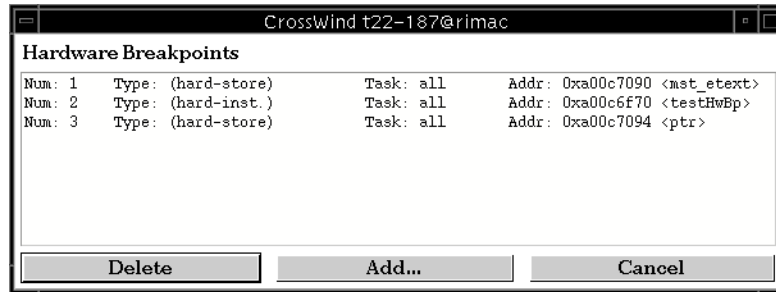 CrossWind t22-187@rimac
Hardware Breakpoints
Num: 1 Type: (hard-store) Task: all Addr: 0xa00c7090 <mst_etext>
Num: 2 Type: (hard-inst.) Task: all Addr: 0xa00c6f70 <testHwBp>
Num: 3 Type: (hard-store) Task: all Addr: 0xa00c7094 <ptr>
Delete Add... Cancel